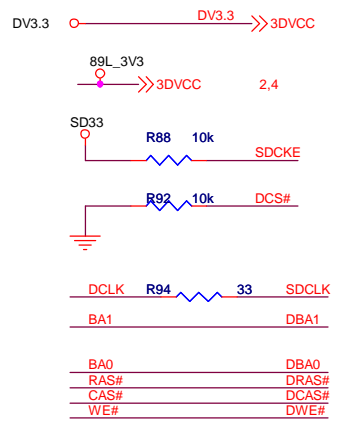 DV3.3 DV3.3 3DVCC
89L_3V3
3DVCC 2,4
SD33
R88 10k
SDCKE
R92 10k DCS#
DCLK R94 33 SDCLK
BA1 DBA1
BA0 DBA0
RAS# DRAS#
CAS# DCAS#
WE# DWE#